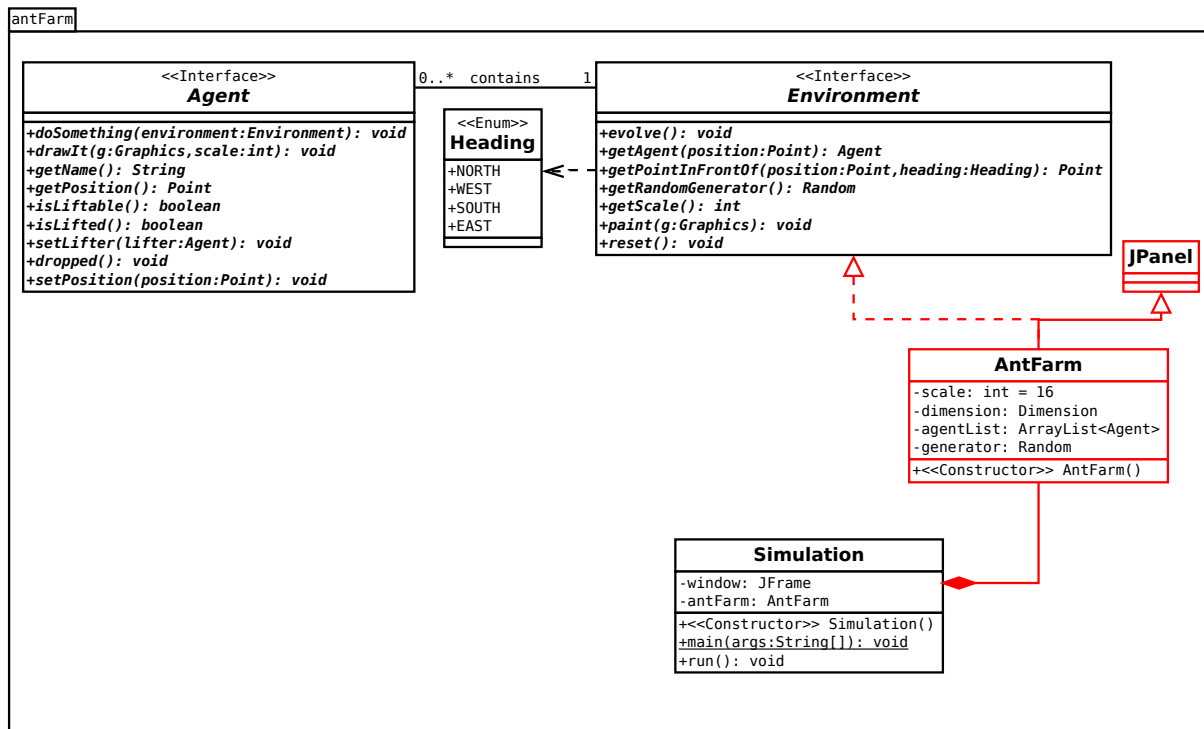 antFarm
<<Interface>>
Agent
+doSomething(environment:Environment): void
+drawIt(g:Graphics,scale:int): void
+getName(): String
+getPosition(): Point
+isLiftable(): boolean
+isLifted(): boolean
+setLifter(lifter:Agent): void
+dropped(): void
+setPosition(position:Point): void
0..* contains 1
<<Enum>>
Heading
+NORTH
+WEST
+SOUTH
+EAST
<<Interface>>
Environment
+evolve(): void
+getAgent(position:Point): Agent
+getPointInFrontOf(position:Point,heading:Heading): Point
+getRandomGenerator(): Random
+getScale(): int
+paint(g:Graphics): void
+reset(): void
JPanel
AntFarm
-scale: int = 16
-dimension: Dimension
-agentList: ArrayList<Agent>
-generator: Random
+<<Constructor>> AntFarm()
Simulation
-window: JFrame
-antFarm: AntFarm
+<<Constructor>> Simulation()
+main(args:String[]): void
+run(): void